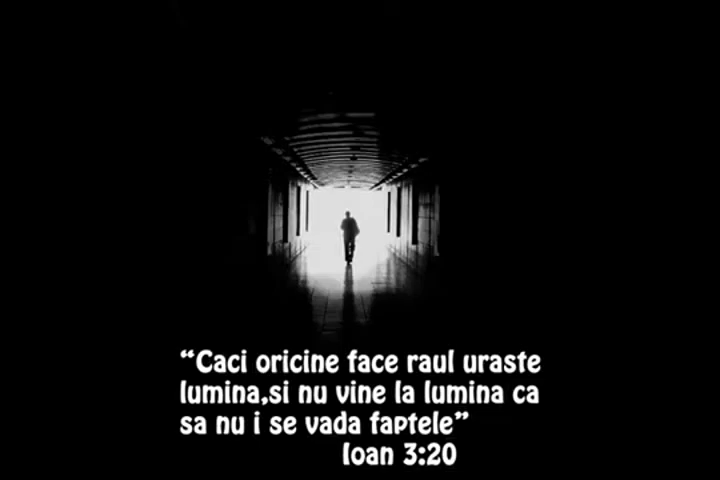 “Caci oricine face raul uraste
lumina,si nu vine la lumina ca
sa nu i se vada faptele”
Ioan 3:20